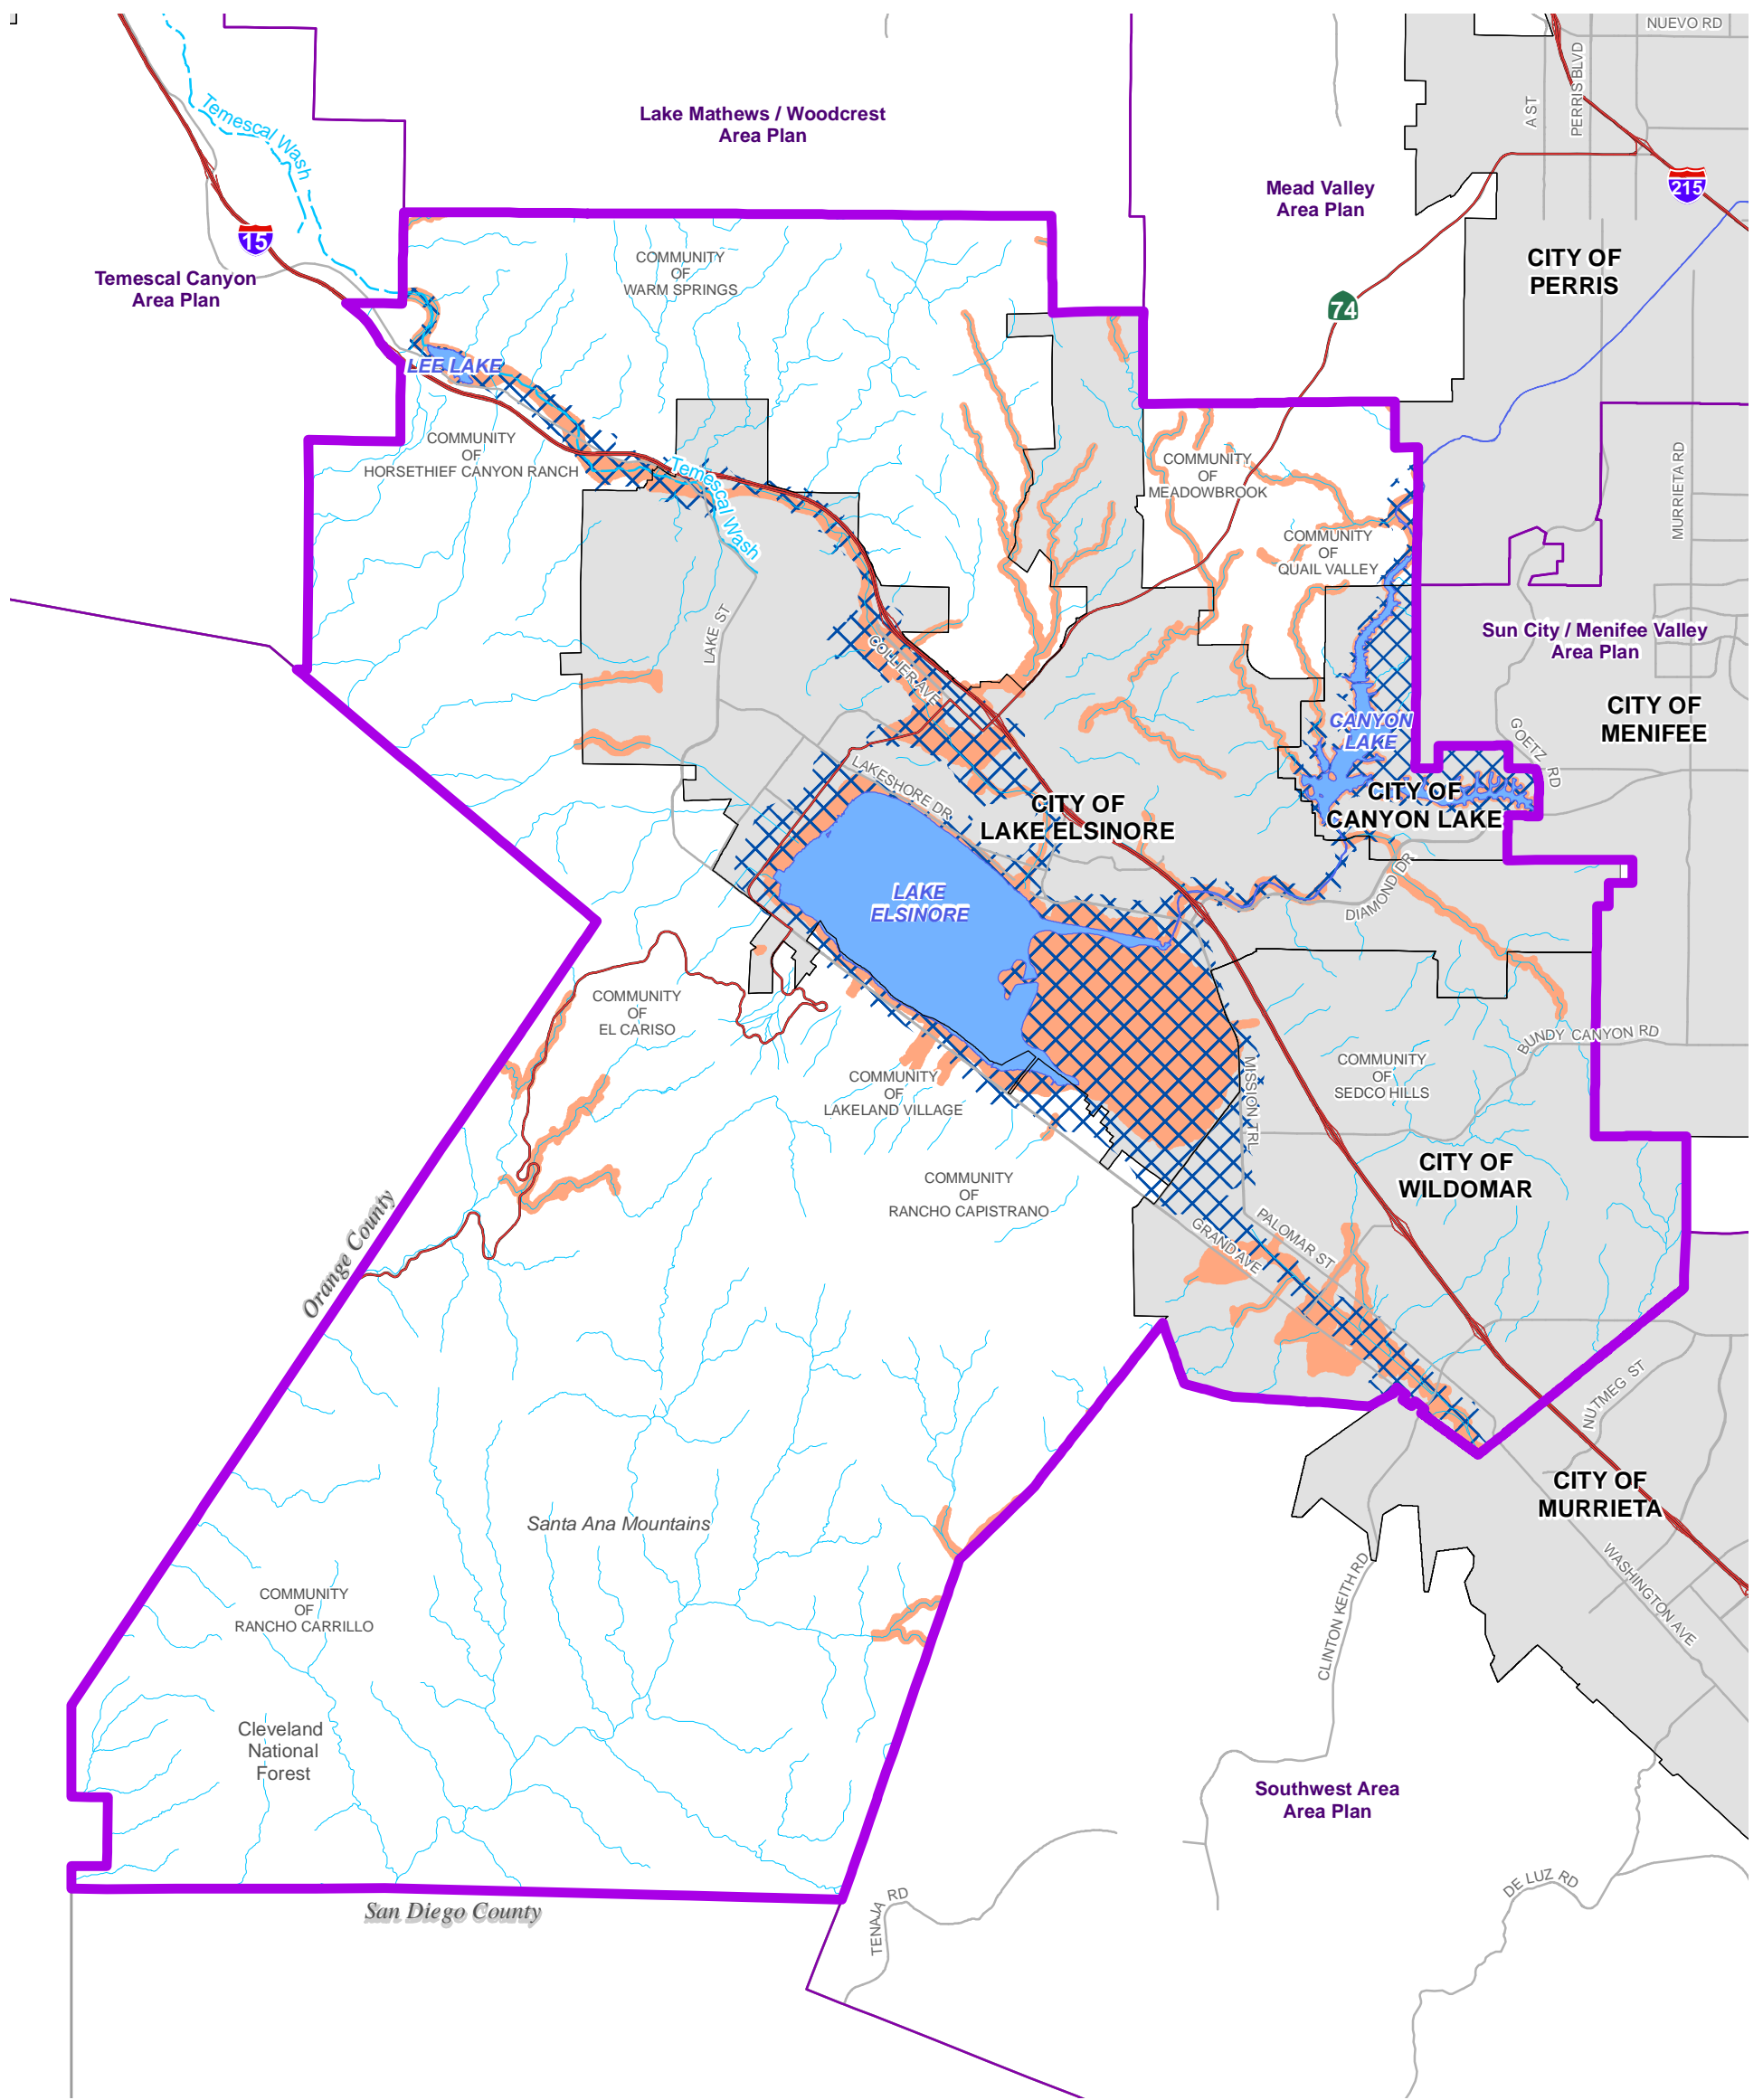 NUEVO RD
Temescal Wash
A ST
PERRIS BLVD
Lake Mathews / Woodcrest
Area Plan
Mead Valley
Area Plan
215
15
CITY OF
PERRIS
Temescal Canyon
Area Plan
COMMUNITY
OF
WARM SPRINGS
74
LEE LAKE
COMMUNITY
OF
HORSETHIEF CANYON RANCH
Temescal Wash
COMMUNITY
OF
MEADOWBROOK
MURRIETA RD
COMMUNITY
OF
QUAIL VALLEY
LAKE ST
COLLIER AVE
Sun City / Menifee Valley
Area Plan
CITY OF
MENIFEE
CANYON
LAKE
GOETZ RD
LAKESHORE DR
CITY OF
LAKE ELSINORE
CITY OF
CANYON LAKE
LAKE
ELSINORE
DIAMOND DR
COMMUNITY
OF
EL CARISO
BUNDY CANYON RD
COMMUNITY
OF
LAKELAND VILLAGE
MISSION TRL
COMMUNITY
OF
SEDCO HILLS
COMMUNITY
OF
RANCHO CAPISTRANO
CITY OF
WILDOMAR
Orange County
GRAND AVE
PALOMAR ST
NUTMEG ST
CITY OF
MURRIETA
Santa Ana Mountains
COMMUNITY
OF
RANCHO CARRILLO
CLINTON KEITH RD
WASHINGTON AVE
Cleveland
National
Forest
Southwest Area
Area Plan
San Diego County
TENAJA RD
DE LUZ RD